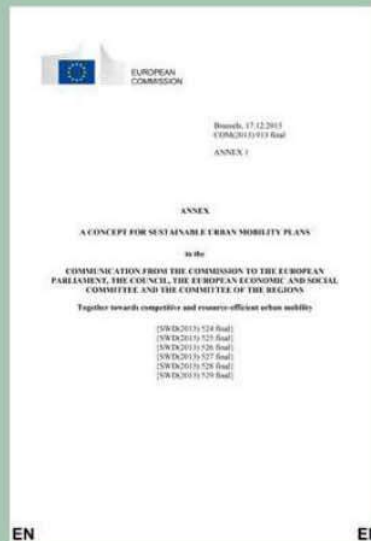 EUROPEAN
COMMISSION
Brussels, 17.12.2013
COM(2013) 913 final
ANNEX 1
ANNEX
A CONCEPT FOR SUSTAINABLE URBAN MOBILITY PLANS
to the
COMMUNICATION FROM THE COMMISSION TO THE EUROPEAN
PARLIAMENT, THE COUNCIL, THE EUROPEAN ECONOMIC AND SOCIAL
COMMITTEE AND THE COMMITTEE OF THE REGIONS
Together towards competitive and resource-efficient urban mobility
{SWD(2013) 524 final}
{SWD(2013) 525 final}
{SWD(2013) 526 final}
{SWD(2013) 527 final}
{SWD(2013) 528 final}
{SWD(2013) 529 final}
EN